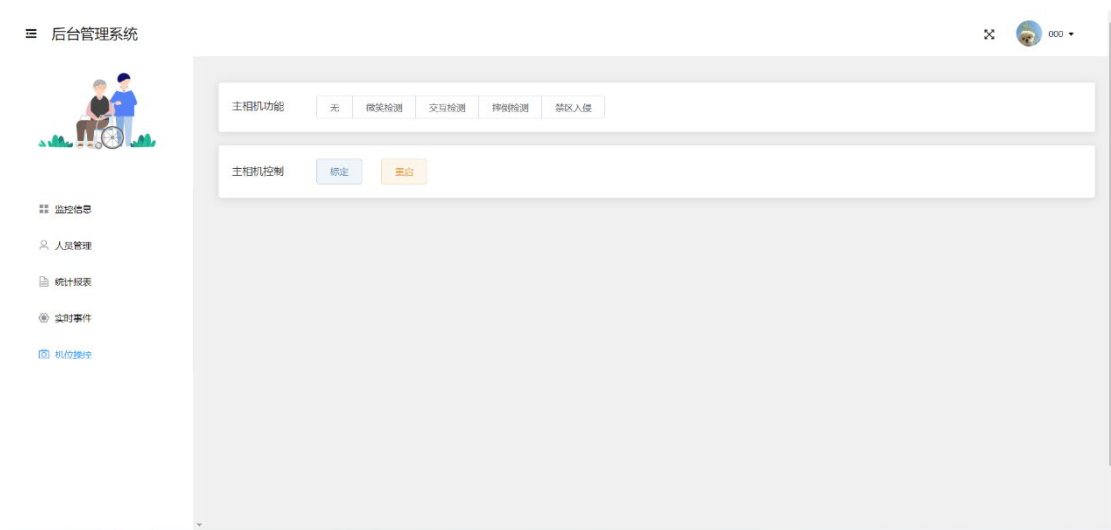 后台管理系统
000
主相机功能 无 微笑检测 交互检测 摔倒检测 禁区入侵
主相机控制 标定 重启
监控信息
人员管理
统计报表
实时事件
机位操控